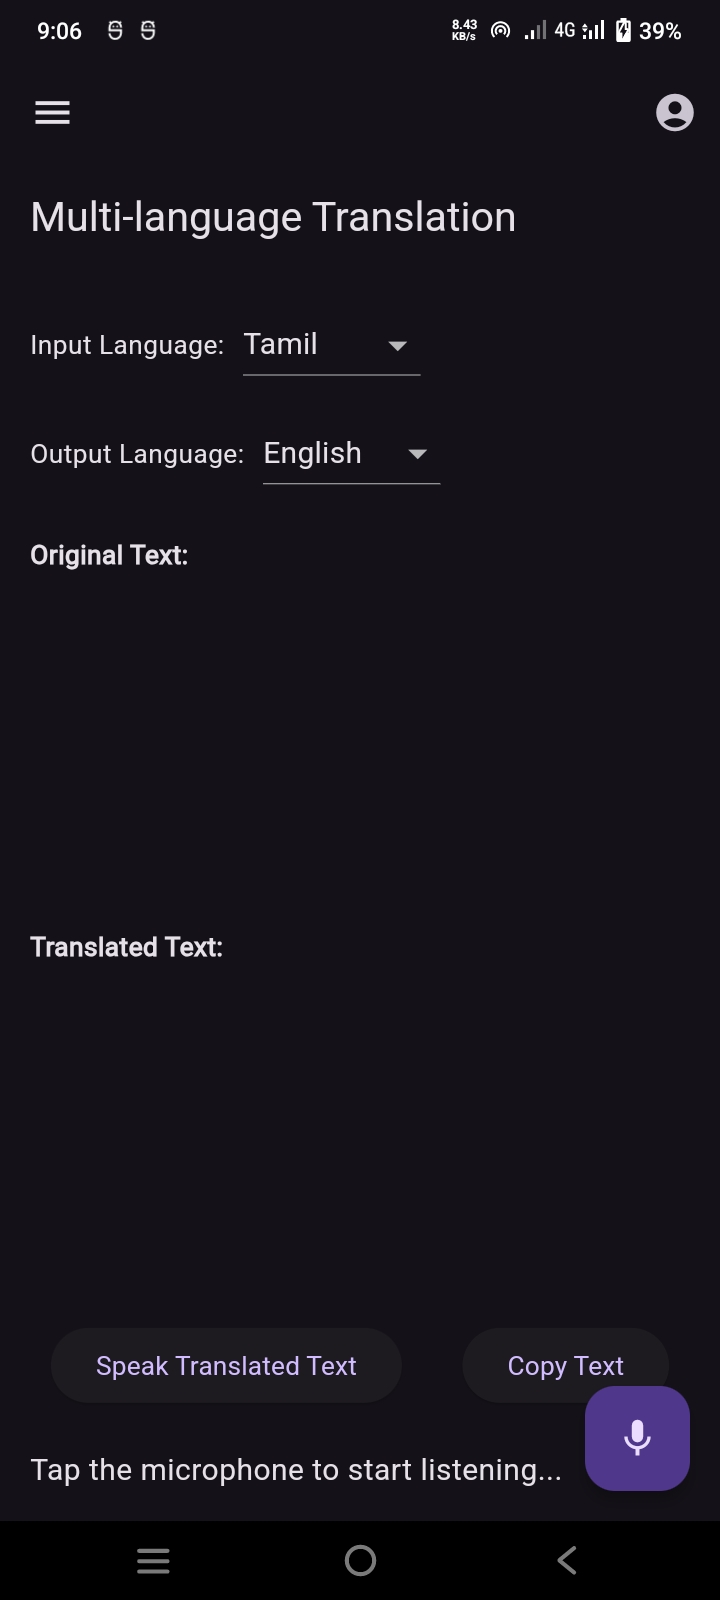 9:06 8.43 KB/s 4G 39%
Multi-language Translation
Input Language: Tamil
Output Language: English
Original Text:
Translated Text:
Speak Translated Text Copy Text
Tap the microphone to start listening...